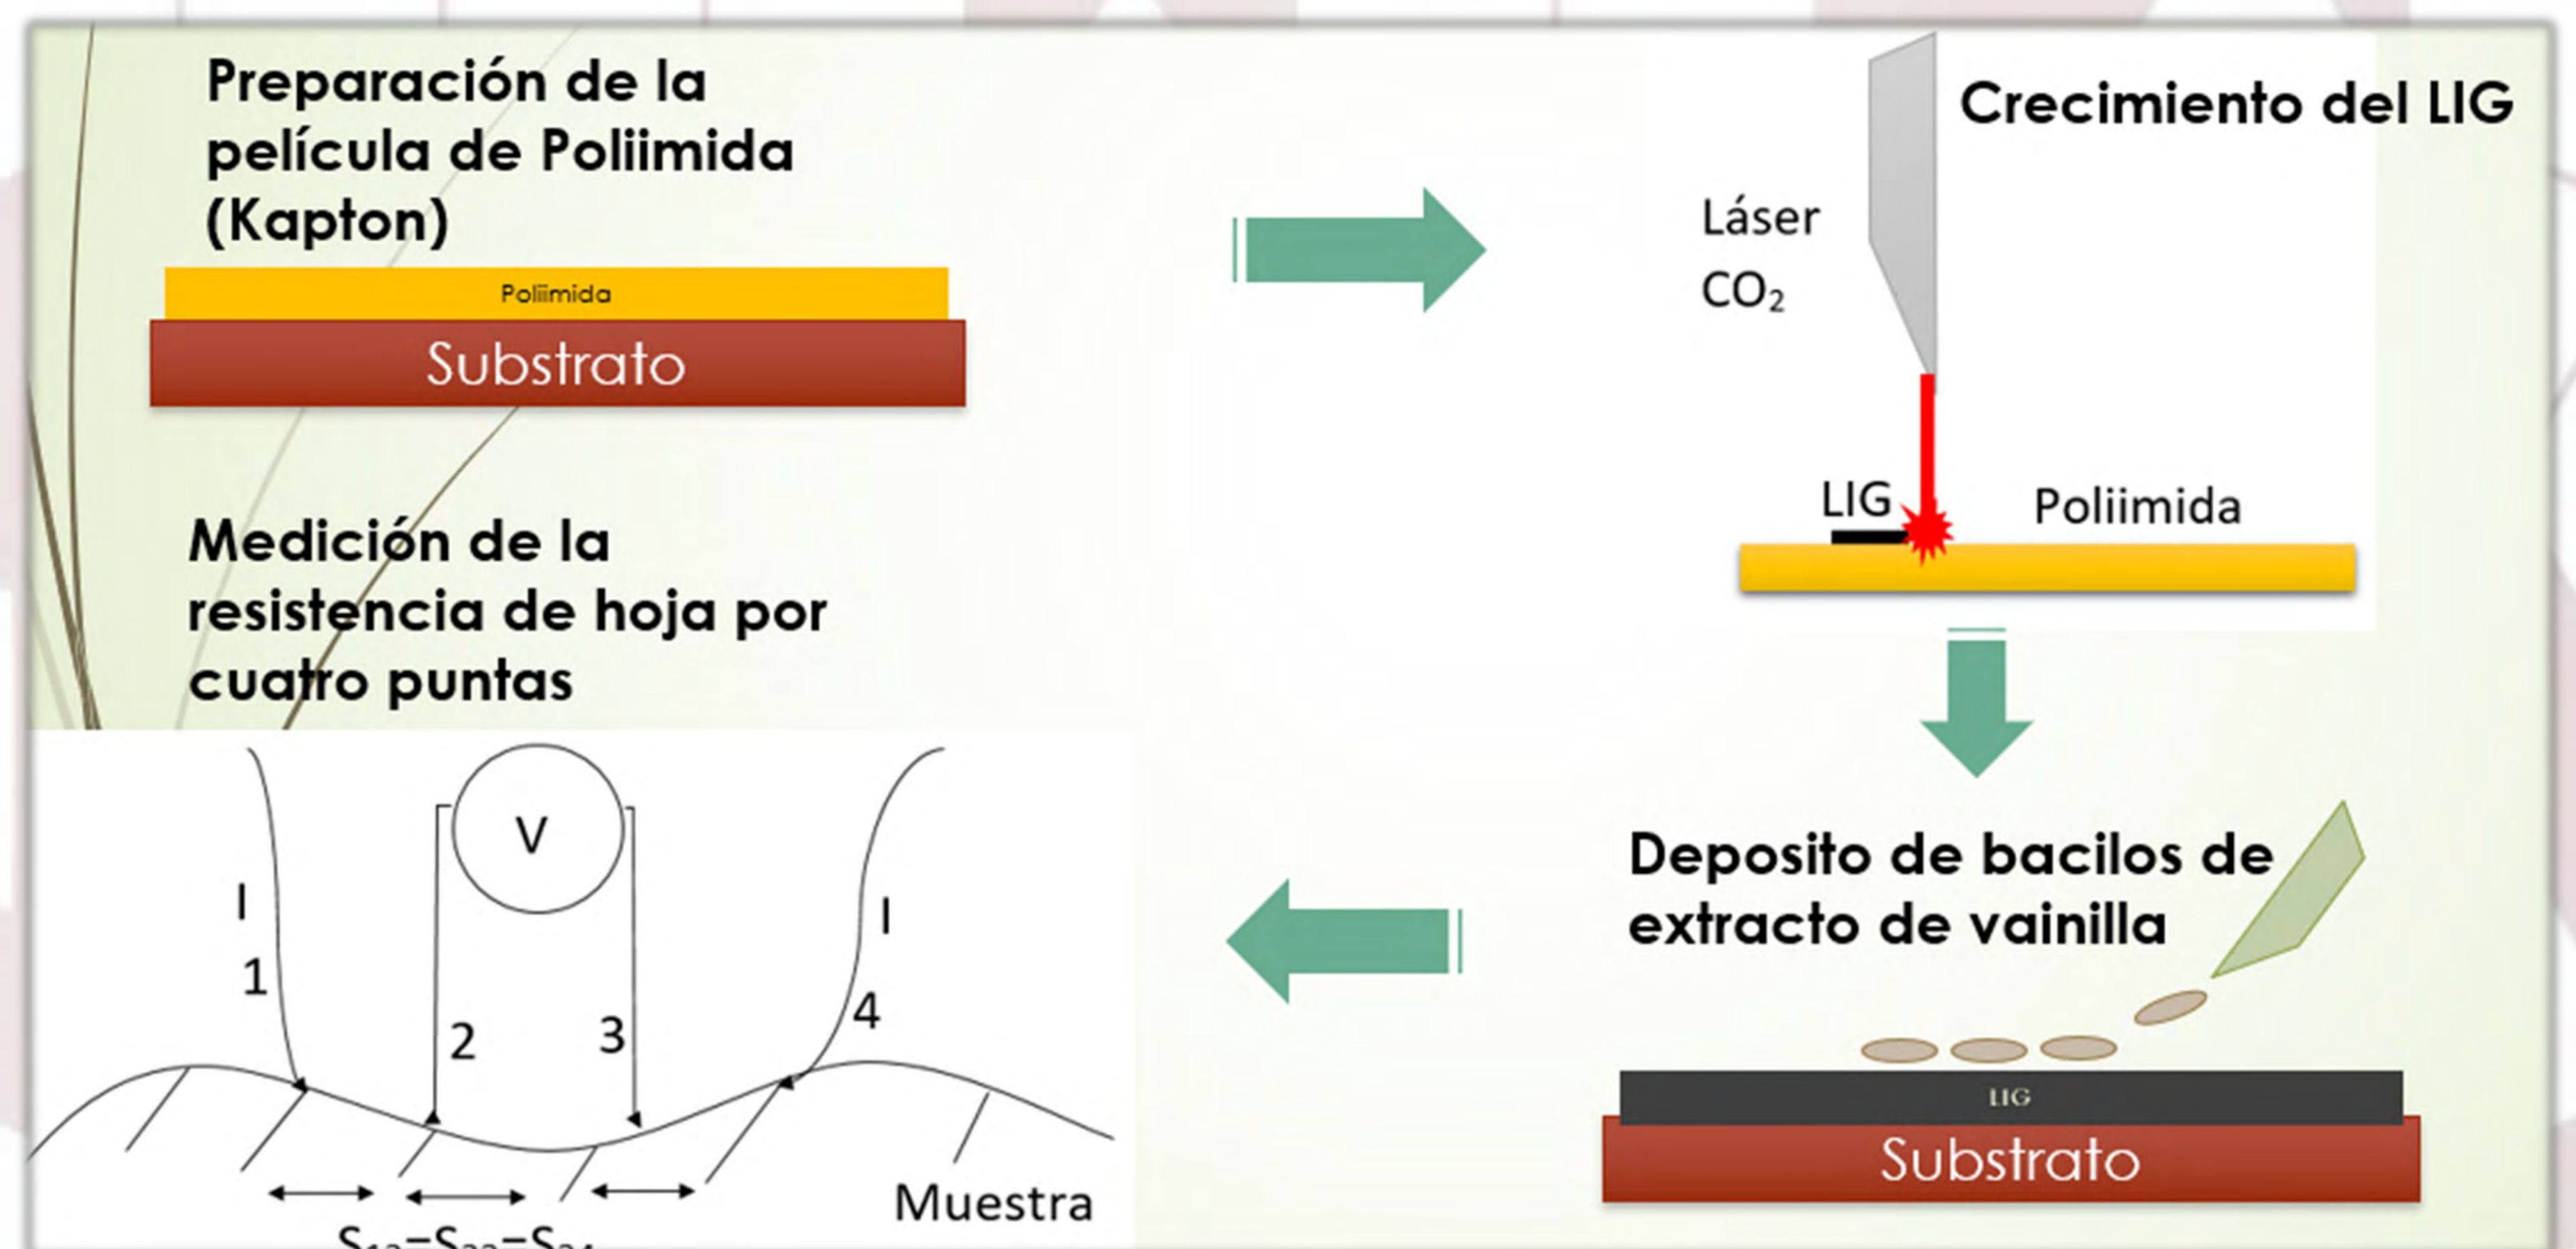 Preparación de la
película de Poliimida
(Kapton)
Poliimida
Substrato
Crecimiento del LIG
Láser
CO₂
LIG
Poliimida
Deposito de bacilos de
extracto de vainilla
LIG
Substrato
Medición de la
resistencia de hoja por
cuatro puntas
V
I
1
2
3
I
4
Muestra